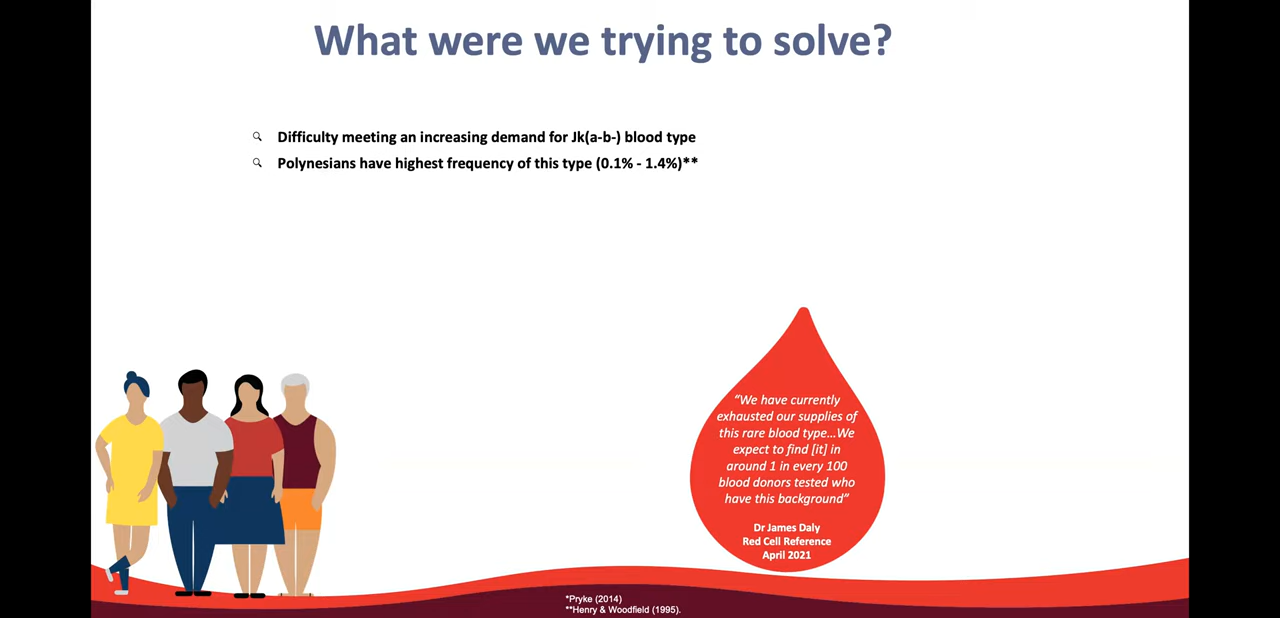 What were we trying to solve?
Difficulty meeting an increasing demand for Jk(a-b-) blood type
Polynesians have highest frequency of this type (0.1% - 1.4%)**
“We have currently
exhausted our supplies of
this rare blood type...We
expect to find [it] in
around 1 in every 100
blood donors tested who
have this background”
Dr James Daly
Red Cell Reference
April 2021
*Pryke (2014)
**Henry & Woodfield (1995).